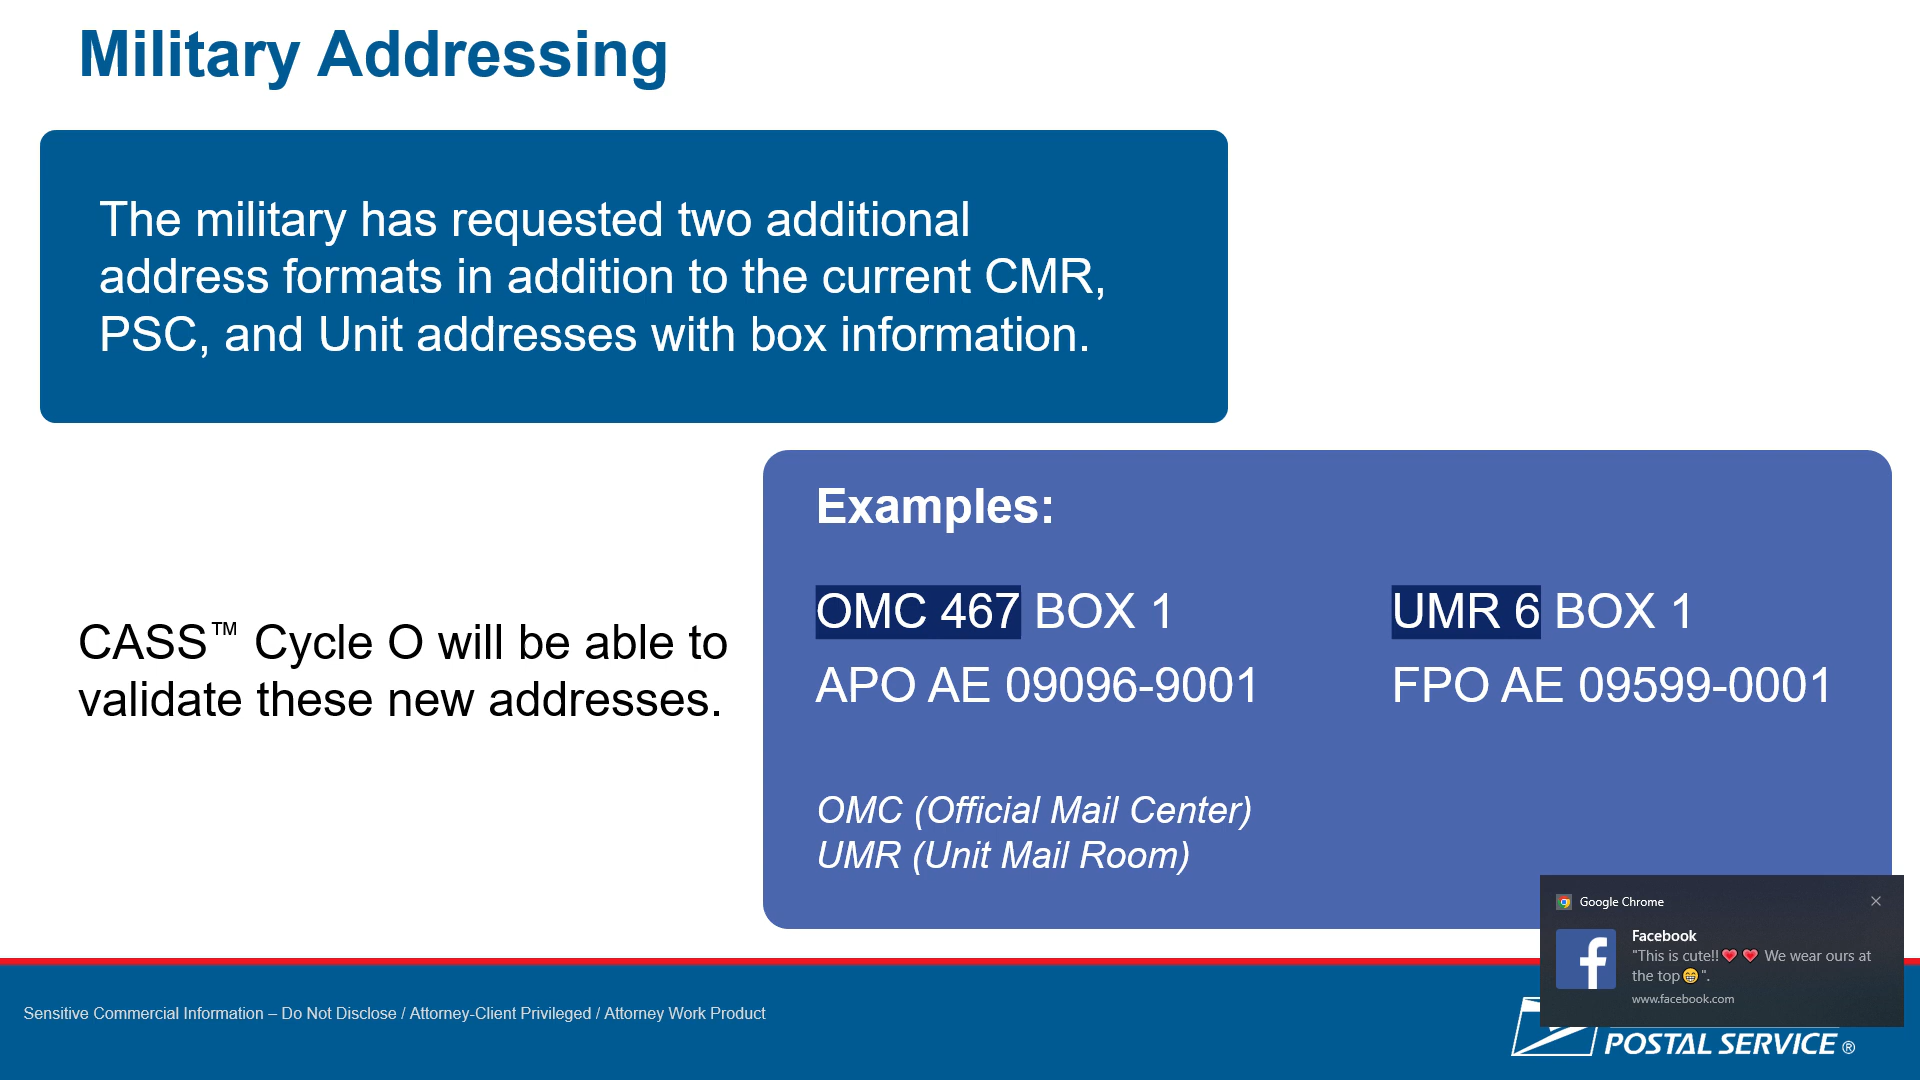 Military Addressing
The military has requested two additional
address formats in addition to the current CMR,
PSC, and Unit addresses with box information.
CASS™ Cycle O will be able to
validate these new addresses.
Examples:
OMC 467 BOX 1
APO AE 09096-9001
UMR 6 BOX 1
FPO AE 09599-0001
OMC (Official Mail Center)
UMR (Unit Mail Room)
Google Chrome
Facebook
"This is cute!!❤️ ❤️ We wear ours at
the top😁".
www.facebook.com
Sensitive Commercial Information – Do Not Disclose / Attorney-Client Privileged / Attorney Work Product
POSTAL SERVICE ®